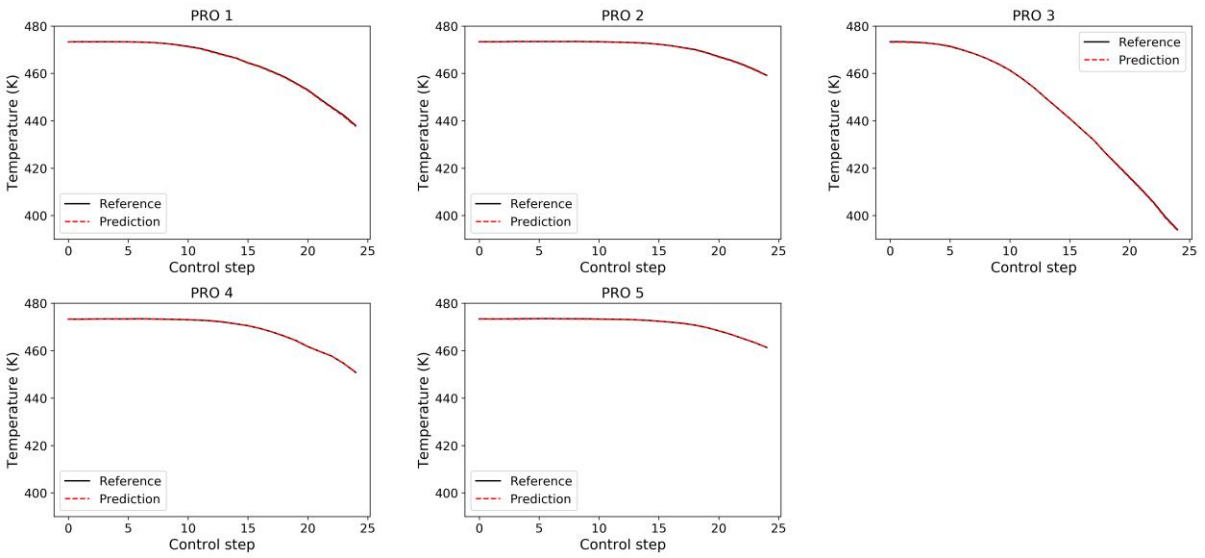 PRO 1
480
460
440
420
400
Temperature (K)
Reference
Prediction
0 5 10 15 20 25
Control step
PRO 2
480
460
440
420
400
Temperature (K)
Reference
Prediction
0 5 10 15 20 25
Control step
PRO 3
480
460
440
420
400
Temperature (K)
Reference
Prediction
0 5 10 15 20 25
Control step
PRO 4
480
460
440
420
400
Temperature (K)
Reference
Prediction
0 5 10 15 20 25
Control step
PRO 5
480
460
440
420
400
Temperature (K)
Reference
Prediction
0 5 10 15 20 25
Control step